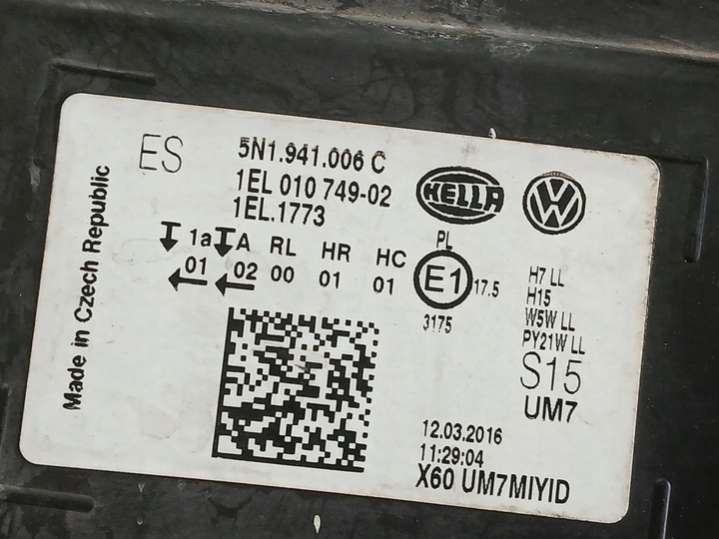 ES
5N1.941.006 C
1EL 010 749-02
1EL.1773
HELLA
VW
1a A RL HR HC PL
01 02 00 01 01 E1 17.5
3175
H7 LL
H15
W5W LL
PY21W LL
S15
UM7
12.03.2016
11:29:04
X60 UM7MIYID
Made in Czech Republic